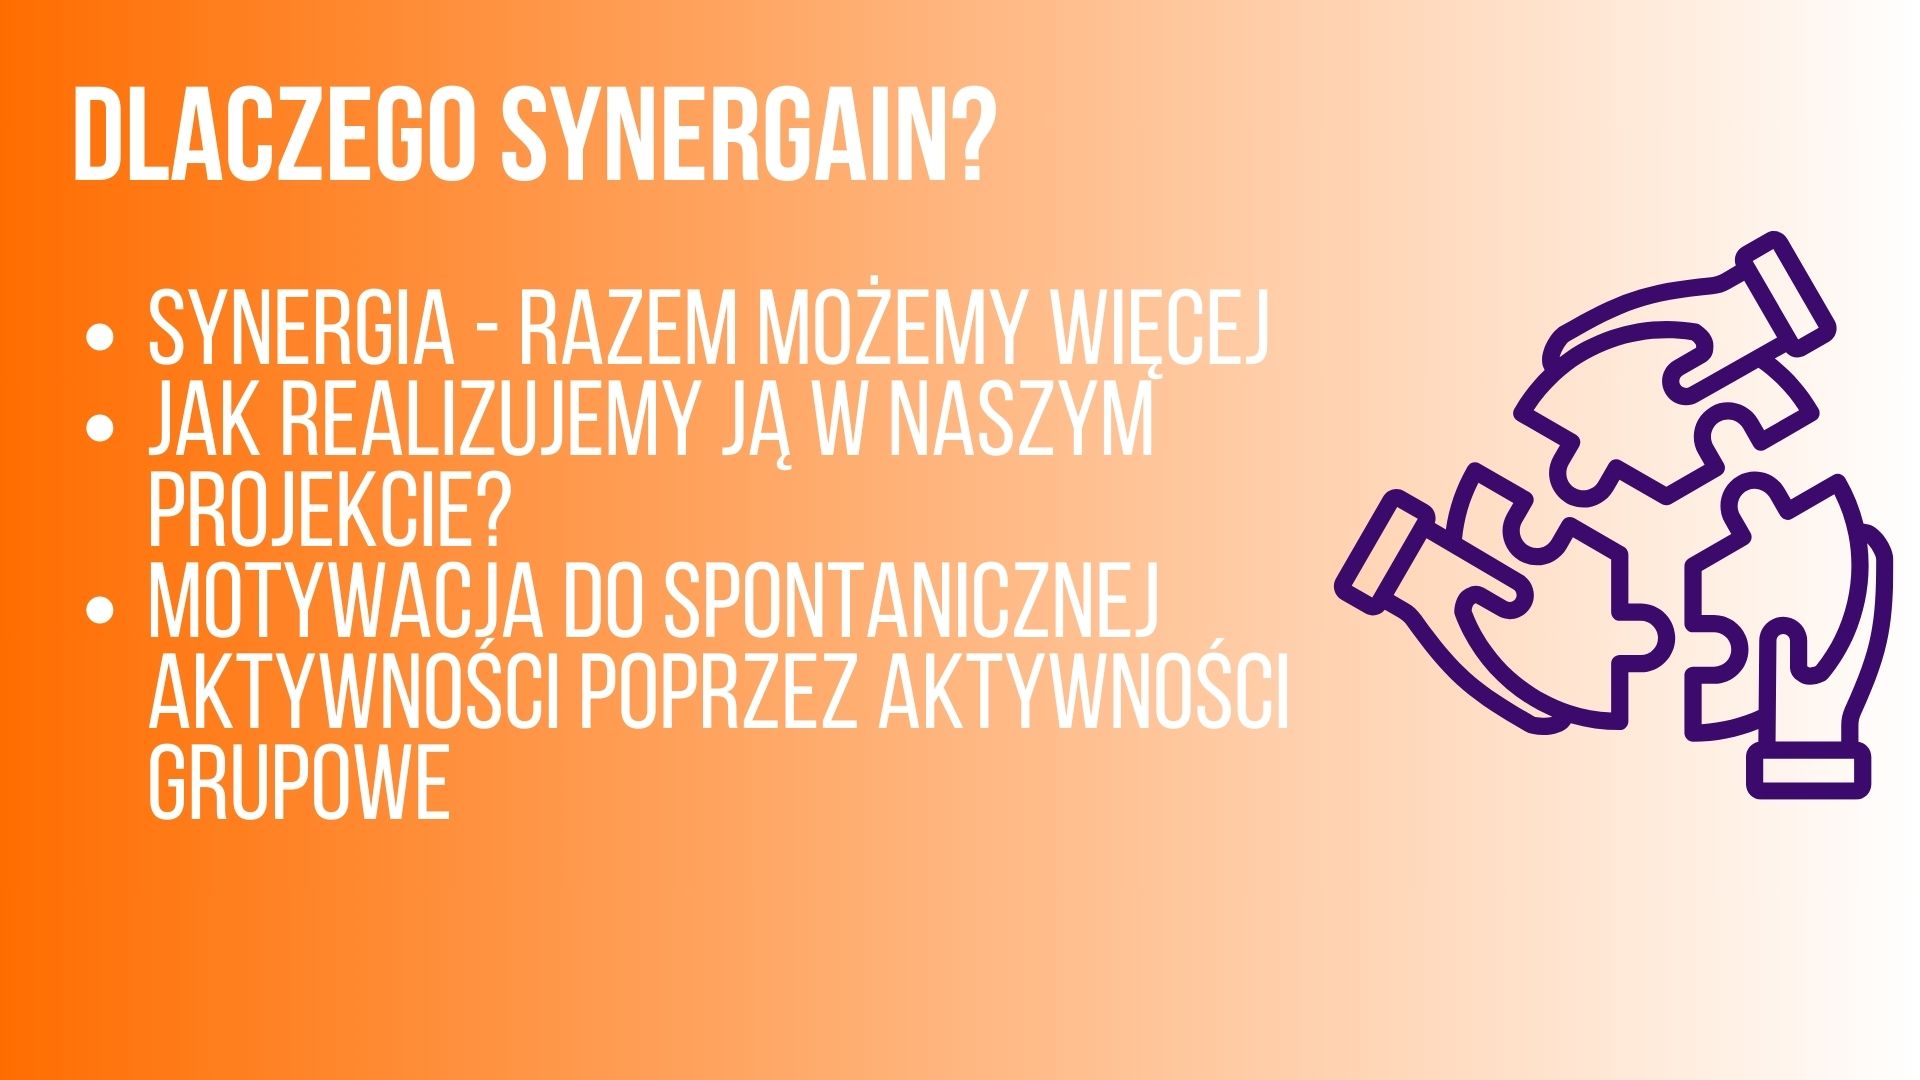 DLACZEGO SYNERGAIN?
• SYNERGIA - RAZEM MOŻEMY WIĘCEJ
• JAK REALIZUJEMY JĄ W NASZYM
PROJEKCIE?
• MOTYWACJA DO SPONTANICZNEJ
AKTYWNOŚCI POPRZEZ AKTYWNOŚCI
GRUPOWE